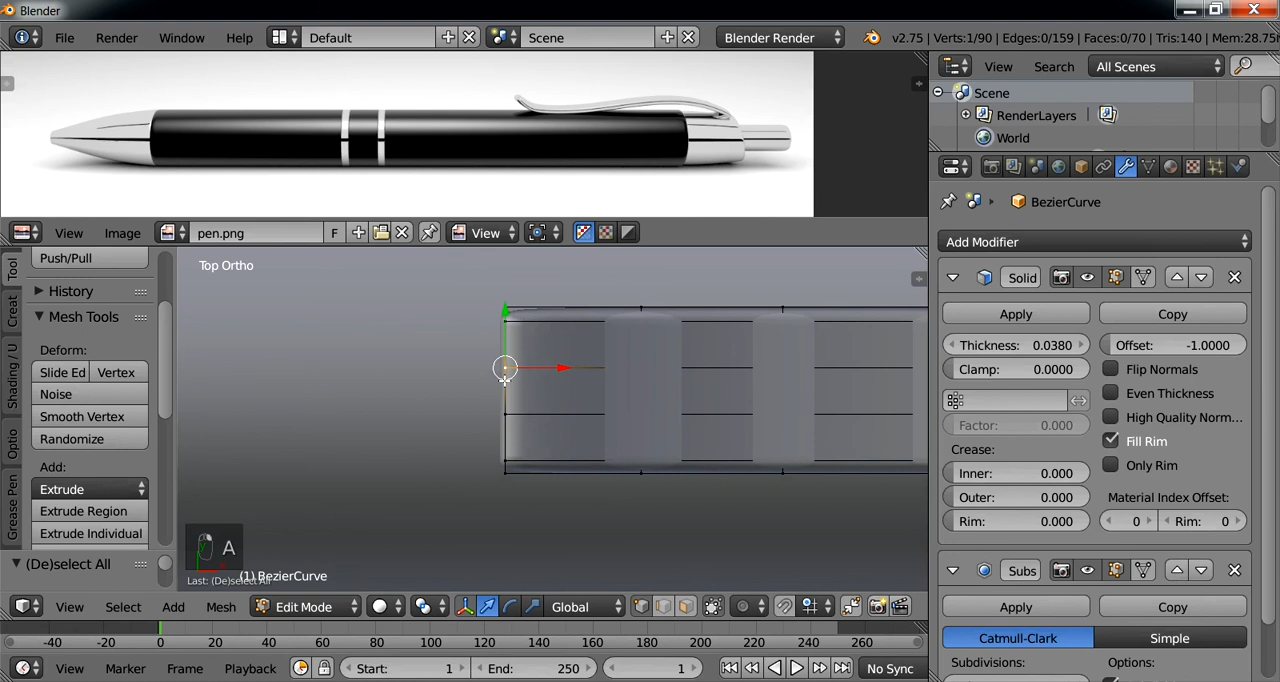 Blender
File Render Window Help Default Scene Blender Render v2.75 | Verts:1/90 | Edges:0/159 | Faces:0/70 | Tris:140 | Mem:28.75
View Search All Scenes
Scene
RenderLayers
World
View Image pen.png F View
BezierCurve
Add Modifier
Solid
Apply Copy
Thickness: 0.0380 Offset: -1.0000
Clamp: 0.0000 Flip Normals
Even Thickness
High Quality Norm...
Factor: 0.000
Fill Rim
Crease:
Only Rim
Inner: 0.000
Outer: 0.000 Material Index Offset:
Rim: 0.000 0 Rim: 0
Subs
Apply Copy
Catmull-Clark Simple
Subdivisions: Options:
Tool
Creat
Shading / U
Optio
Grease Pen
Push/Pull
History
Mesh Tools
Deform:
Slide Ed Vertex
Noise
Smooth Vertex
Randomize
Add:
Extrude
Extrude Region
Extrude Individual
(De)select All
Top Ortho
A
Last: (De)select All
(1) BezierCurve
View Select Add Mesh Edit Mode Global
-40 -20 0 20 40 60 80 100 120 140 160 180 200 220 240 260
View Marker Frame Playback Start: 1 End: 250 1 No Sync